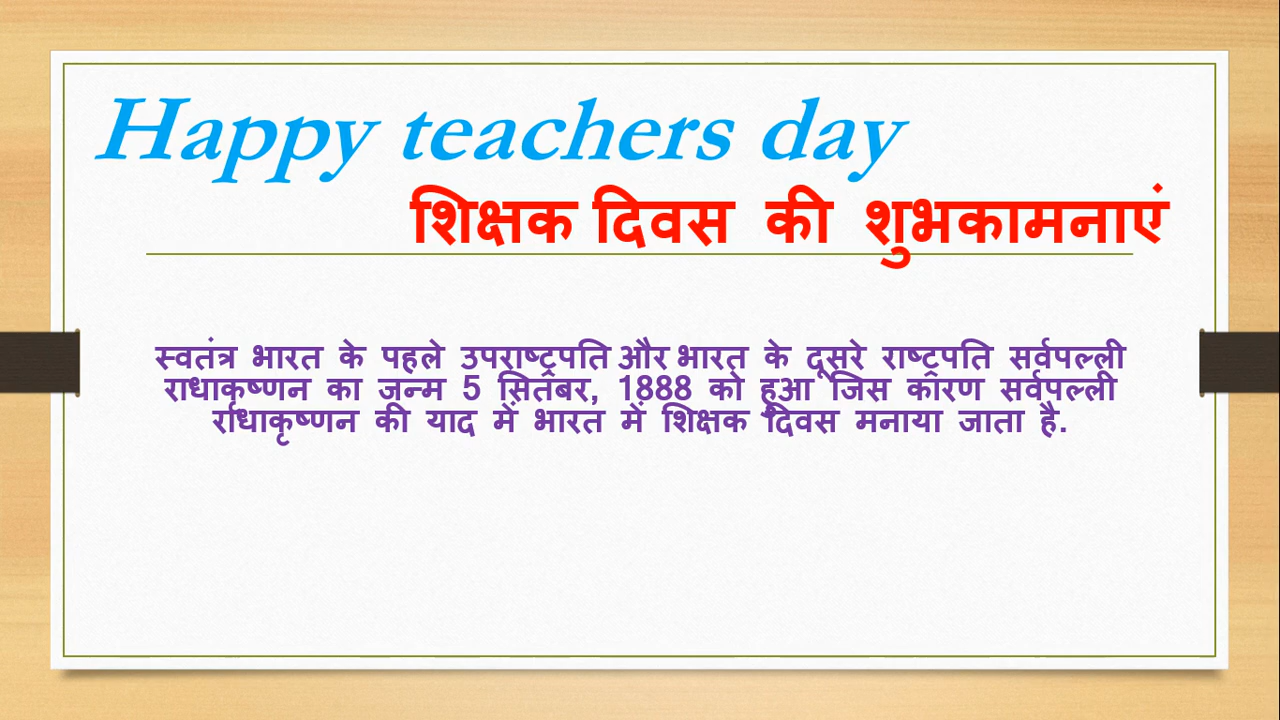 Happy teachers day
शिक्षक दिवस की शुभकामनाएं
स्वतंत्र भारत के पहले उपराष्ट्रपति और भारत के दूसरे राष्ट्रपति सर्वपल्ली
राधाकृष्णन का जन्म 5 सितंबर, 1888 को हुआ जिस कारण सर्वपल्ली
राधाकृष्णन की याद में भारत में शिक्षक दिवस मनाया जाता है.